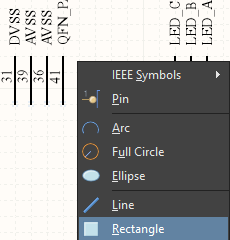 DVSS
AVSS
AVSS
QFN_P
LED_C
LED_B
LED_A
31
39
36
41
IEEE Symbols
Pin
Arc
Full Circle
Ellipse
Line
Rectangle